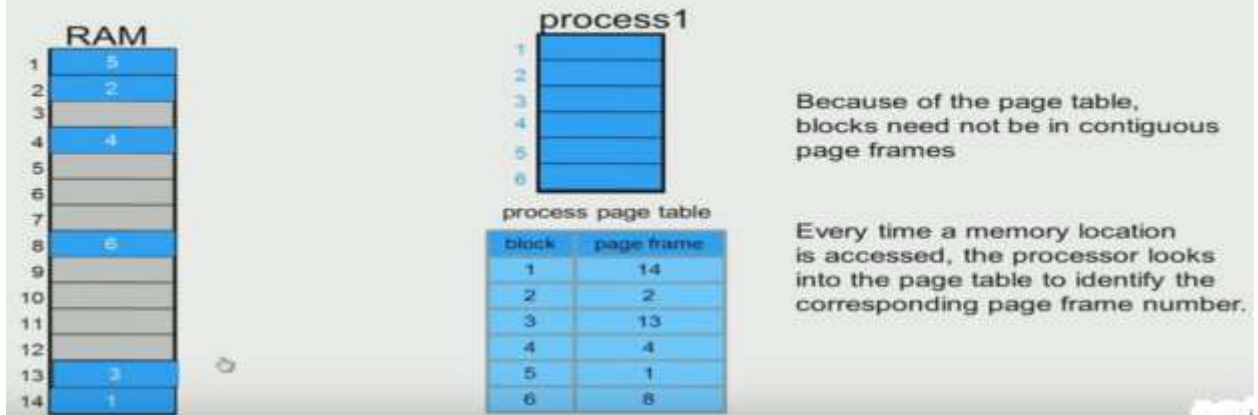 RAM
1 5
2 2
3
4 4
5
6
7
8 6
9
10
11
12
13 3
14 1
process1
1
2
3
4
5
6
process page table
block page frame
1 14
2 2
3 13
4 4
5 1
6 8
Because of the page table,
blocks need not be in contiguous
page frames
Every time a memory location
is accessed, the processor looks
into the page table to identify the
corresponding page frame number.